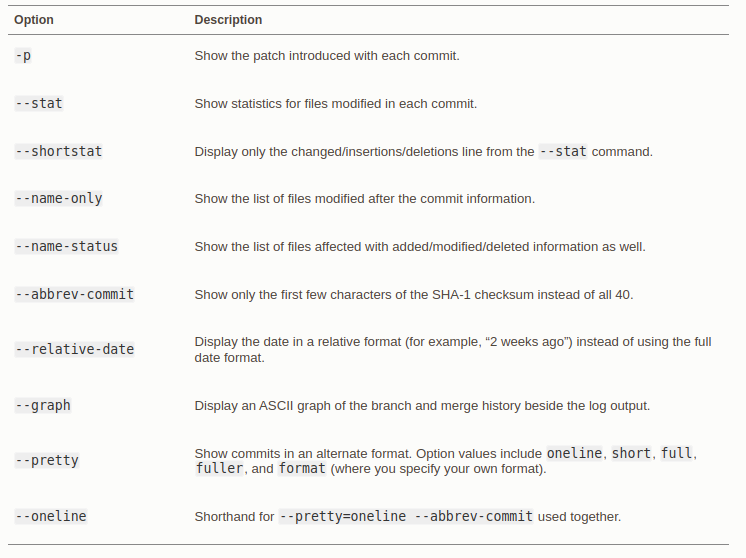 Option Description
-p Show the patch introduced with each commit.
--stat Show statistics for files modified in each commit.
--shortstat Display only the changed/insertions/deletions line from the --stat command.
--name-only Show the list of files modified after the commit information.
--name-status Show the list of files affected with added/modified/deleted information as well.
--abbrev-commit Show only the first few characters of the SHA-1 checksum instead of all 40.
--relative-date Display the date in a relative format (for example, “2 weeks ago”) instead of using the full
date format.
--graph Display an ASCII graph of the branch and merge history beside the log output.
--pretty Show commits in an alternate format. Option values include oneline, short, full,
fuller, and format (where you specify your own format).
--oneline Shorthand for --pretty=oneline --abbrev-commit used together.